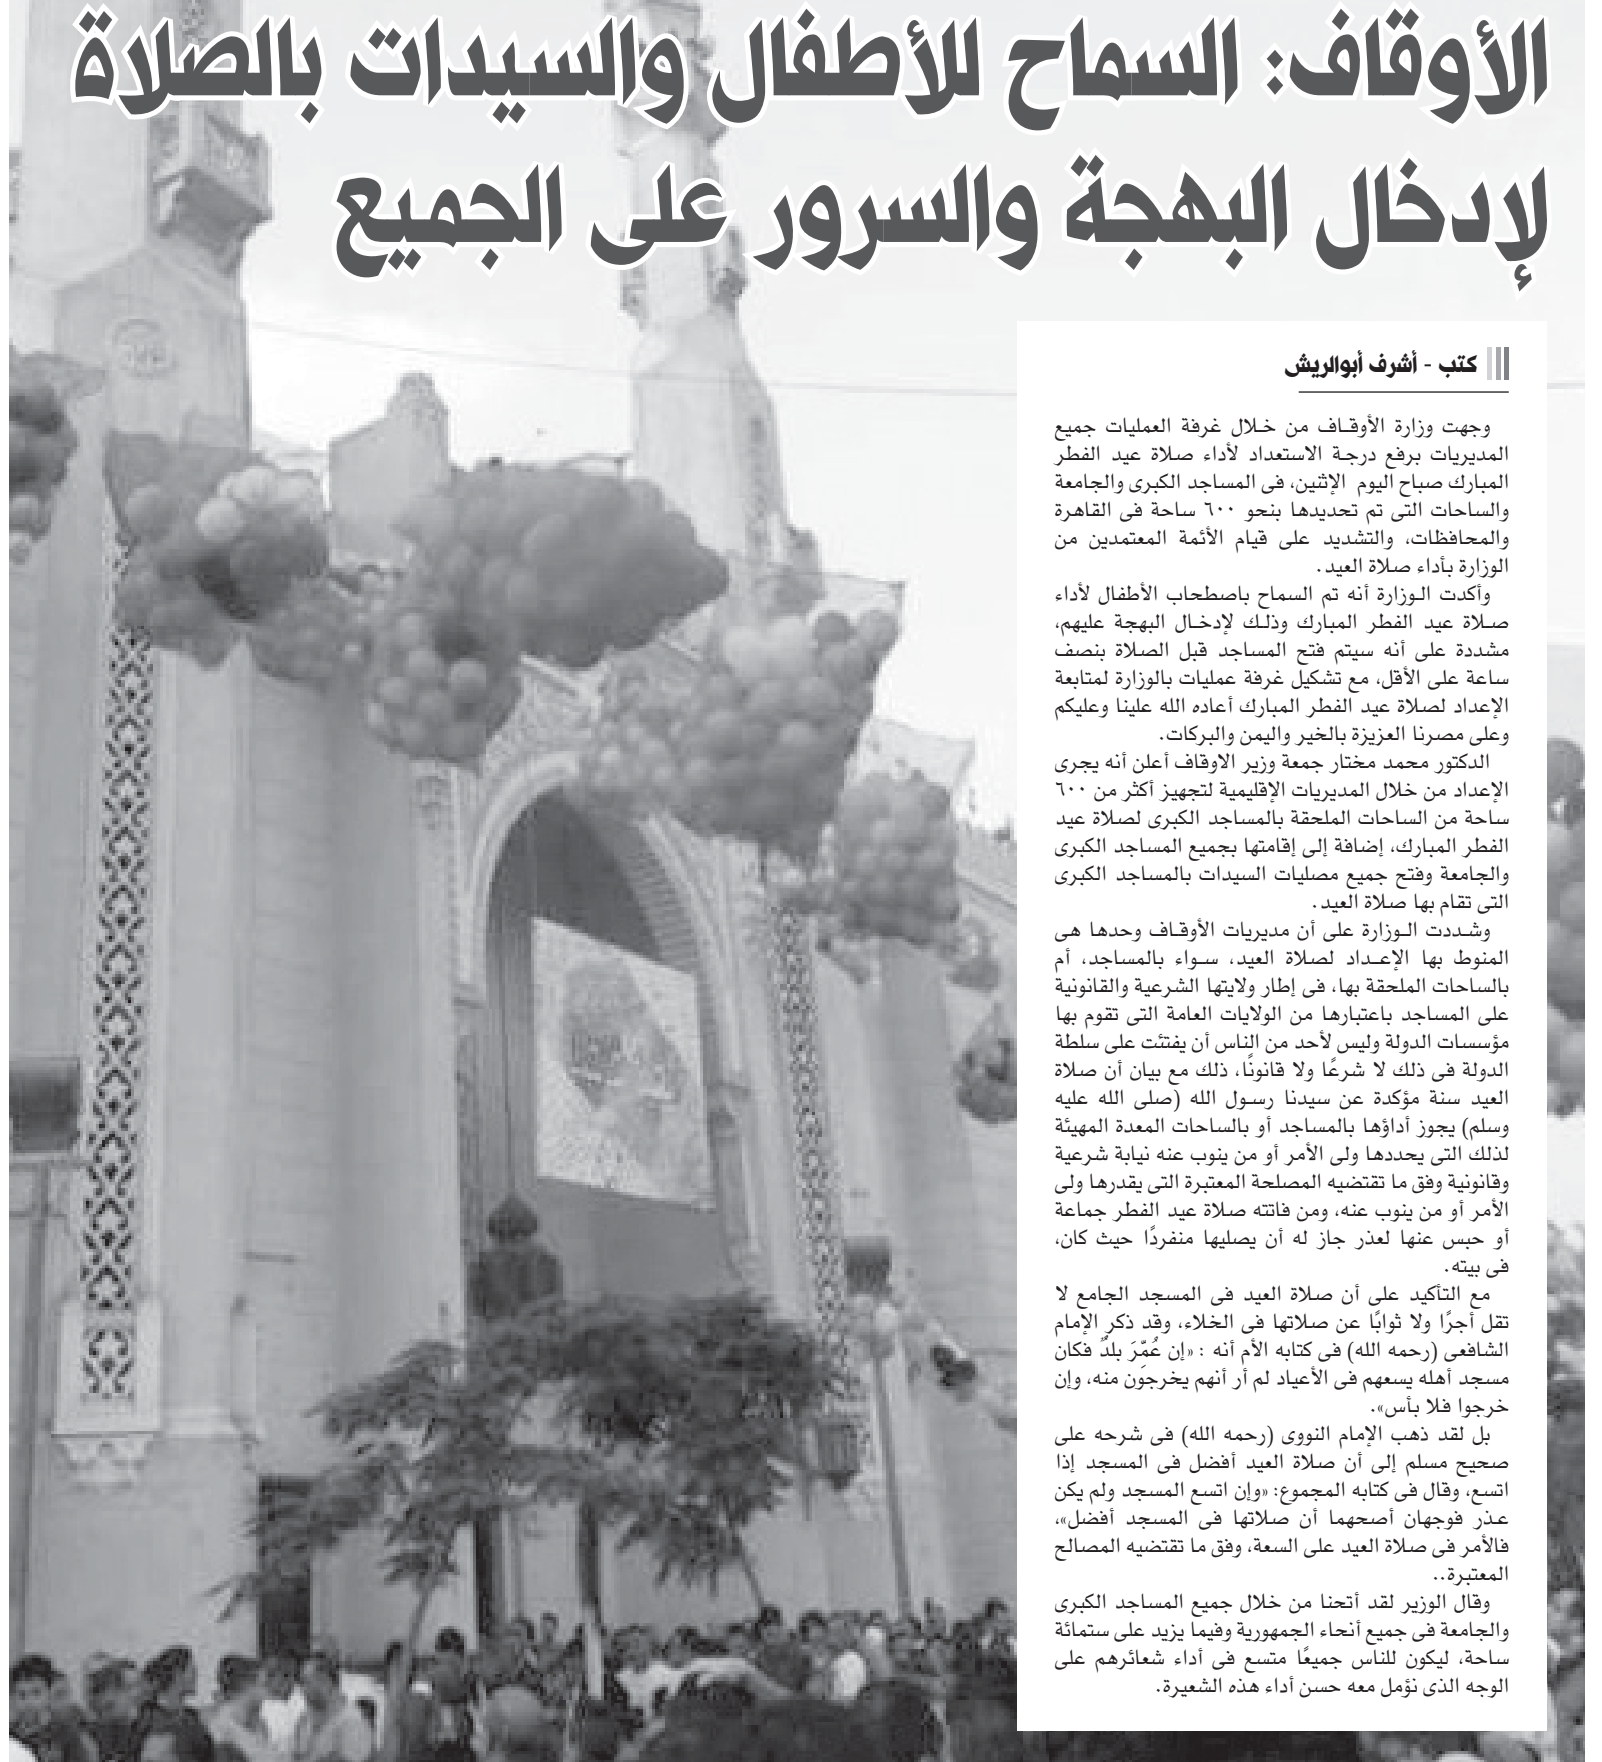 الأوقاف: السماح للأطفال والسيدات بالصلاة
لإدخال البهجة والسرور على الجميع
كتب - أشرف أبوالريش
وجهت وزارة الأوقـاف من خـلال غرفة العمليات جميع
المديريات برفع درجـة الاستعداد لأداء صلاة عيد الفطر
المبارك صباح اليوم الإثنين، فى المساجد الكبرى والجامعة
والساحات التى تم تحديدها بنحو ٦٠٠ ساحة فى القاهرة
والمحافظات، والتشديد على قيام الأئمة المعتمدين من
الوزارة بأداء صلاة العيد.
وأكدت الـوزارة أنه تم السماح باصطحاب الأطفال لأداء
صـلاة عيد الفطر المبارك وذلـك لإدخـال البهجة عليهم،
مشددة على أنه سيتم فتح المساجد قبل الصلاة بنصف
ساعة على الأقل، مع تشكيل غرفة عمليات بالوزارة لمتابعة
الإعداد لصلاة عيد الفطر المبارك أعاده الله علينا وعليكم
وعلى مصرنا العزيزة بالخير واليمن والبركات.
الدكتور محمد مختار جمعة وزير الاوقاف أعلن أنه يجرى
الإعداد من خلال المديريات الإقليمية لتجهيز أكثر من ٦٠٠
ساحة من الساحات الملحقة بالمساجد الكبرى لصلاة عيد
الفطر المبارك، إضافة إلى إقامتها بجميع المساجد الكبرى
والجامعة وفتح جميع مصليات السيدات بالمساجد الكبرى
التى تقام بها صلاة العيد.
وشـددت الـوزارة على أن مديريات الأوقـاف وحدها هى
المنوط بها الإعـداد لصلاة العيد، سـواء بالمساجد، أم
بالساحات الملحقة بها، فى إطار ولايتها الشرعية والقانونية
على المساجد باعتبارها من الولايات العامة التى تقوم بها
مؤسسات الدولة وليس لأحد من الناس أن يفتئت على سلطة
الدولة فى ذلك لا شرعًا ولا قانونًا، ذلك مع بيان أن صلاة
العيد سنة مؤكدة عن سيدنا رسـول الله (صلى الله عليه
وسلم) يجوز أداؤها بالمساجد أو بالساحات المعدة المهيئة
لذلك التى يحددها ولى الأمر أو من ينوب عنه نيابة شرعية
وقانونية وفق ما تقتضيه المصلحة المعتبرة التى يقدرها ولى
الأمر أو من ينوب عنه، ومن فاتته صلاة عيد الفطر جماعة
أو حبس عنها لعذر جاز له أن يصليها منفردًا حيث كان،
فى بيته.
مع التأكيد على أن صلاة العيد فى المسجد الجامع لا
تقل أجرًا ولا ثوابًا عن صلاتها فى الخلاء، وقد ذكر الإمام
الشافعى (رحمه الله) فى كتابه الأم أنه : «إن عُمِّرَ بلدٌ فكان
مسجد أهله يسعهم فى الأعياد لم أر أنهم يخرجون منه، وإن
خرجوا فلا بأس».
بل لقد ذهب الإمام النووى (رحمه الله) فى شرحه على
صحيح مسلم إلى أن صلاة العيد أفضل فى المسجد إذا
اتسع، وقال فى كتابه المجموع: «وإن اتسع المسجد ولم يكن
عـذر فوجهان أصحهما أن صلاتها فى المسجد أفضل»،
فالأمر فى صلاة العيد على السعة، وفق ما تقتضيه المصالح
المعتبرة..
وقال الوزير لقد أتحنا من خلال جميع المساجد الكبرى
والجامعة فى جميع أنحاء الجمهورية وفيما يزيد على ستمائة
ساحة، ليكون للناس جميعًا متسع فى أداء شعائرهم على
الوجه الذى نؤمل معه حسن أداء هذه الشعيرة.